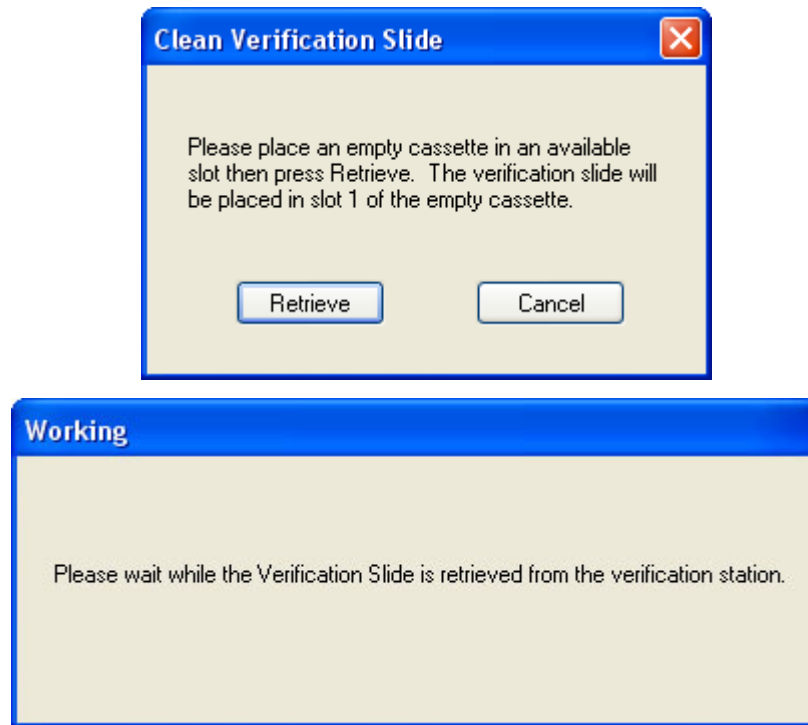 Clean Verification Slide
Please place an empty cassette in an available
slot then press Retrieve.  The verification slide will
be placed in slot 1 of the empty cassette.
Retrieve
Cancel
Working
Please wait while the Verification Slide is retrieved from the verification station.